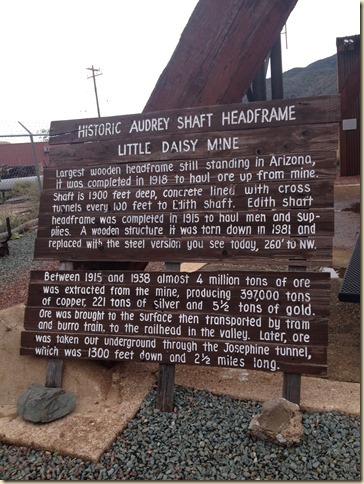 HISTORIC AUDREY SHAFT HEADFRAME
LITTLE DAISY MINE
Largest wooden headframe still standing in Arizona,
it was completed in 1918 to haul ore up from mine.
Shaft is 1900 feet deep, concrete lined with cross
tunnels every 100 feet to Edith Shaft. Edith shaft
headframe was completed in 1915 to haul men and sup-
plies. A wooden structure it was torn down in 1981 and
replaced with the steel version you see today, 260' to NW.
Between 1915 and 1938 almost 4 million tons of ore
was extracted from the mine, producing 397,000 tons
of copper, 221 tons of silver and 5½ tons of gold.
Ore was brought to the surface then transported by tram
and burro train, to the railhead in the valley. Later, ore
was taken out underground through the Josephine tunnel,
which was 1300 feet down and 2½ miles long.